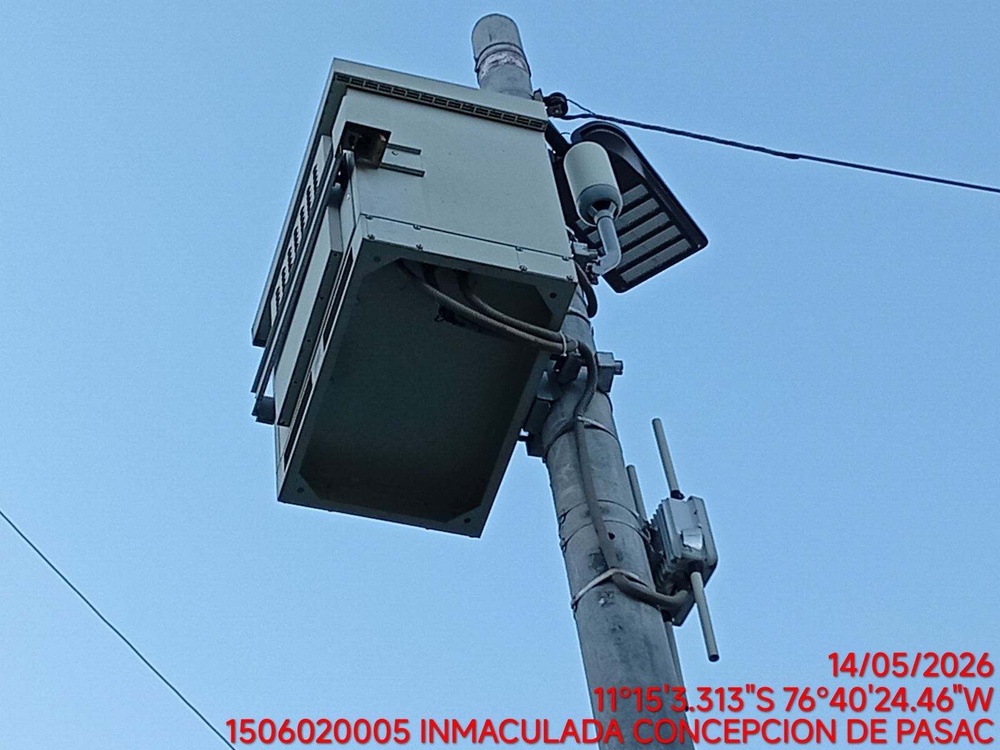 14/05/2026
11°15'3.313"S 76°40'24.46"W
1506020005 INMACULADA CONCEPCION DE PASAC